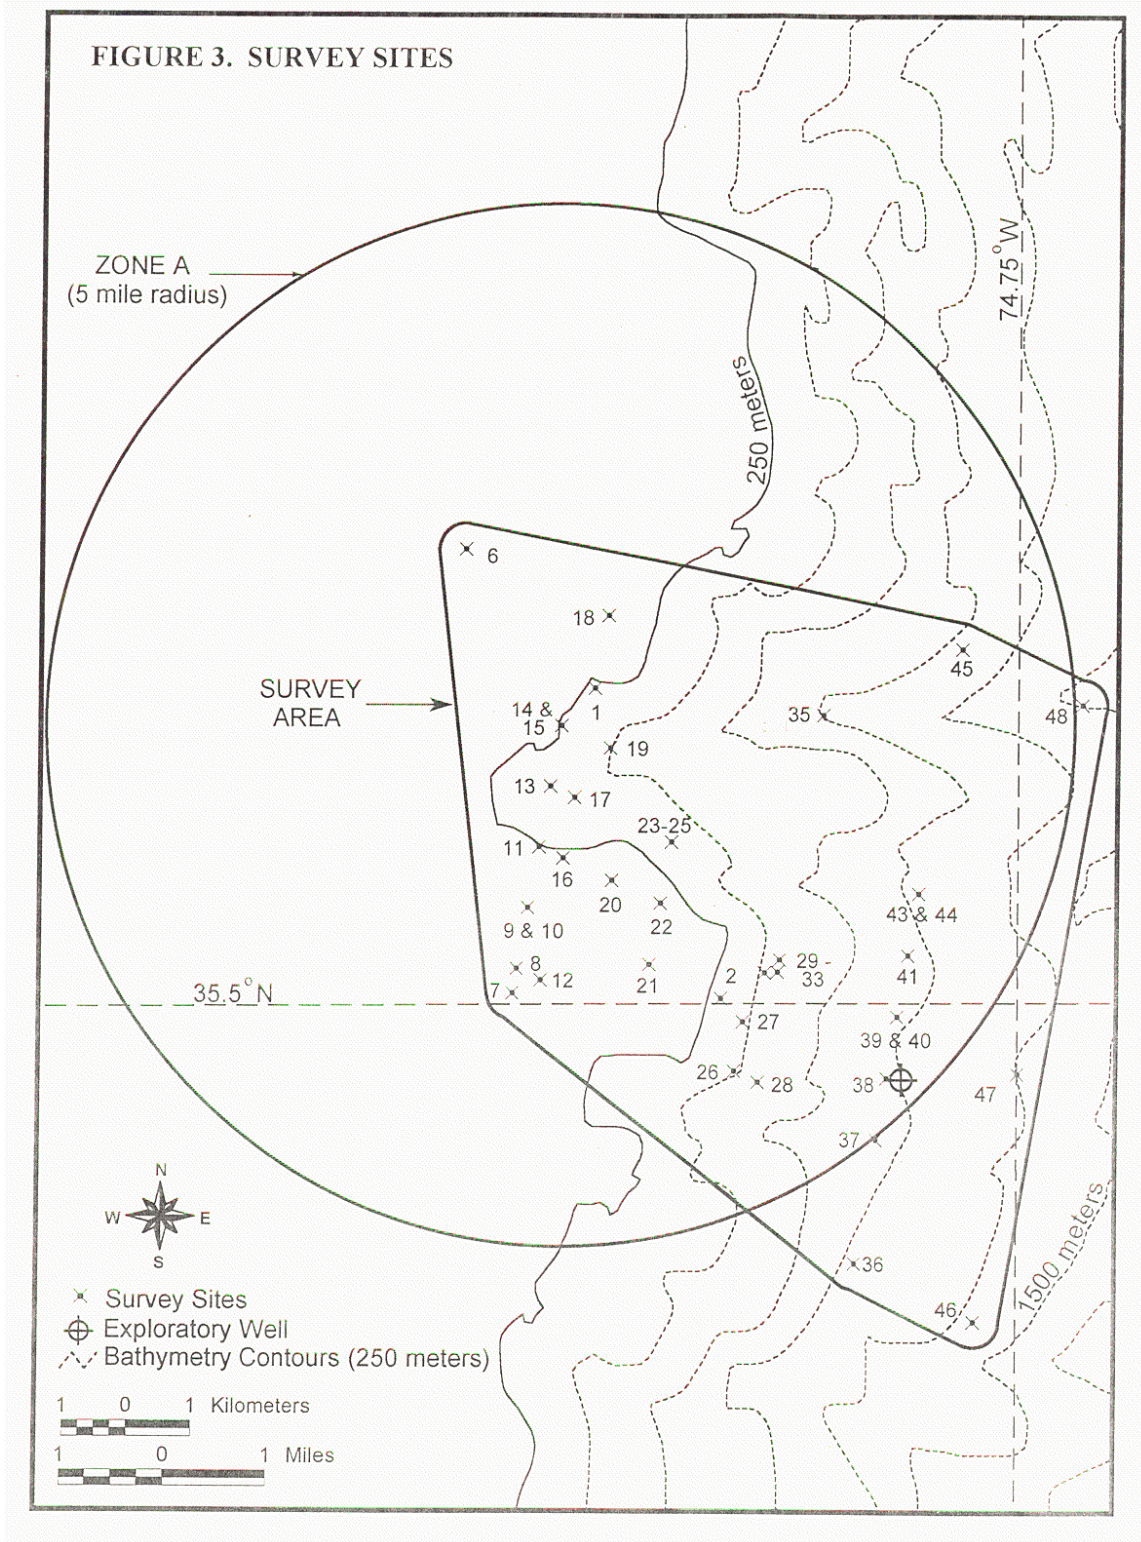 FIGURE 3. SURVEY SITES
ZONE A
(5 mile radius)
74.75°W
250 meters
6
18
SURVEY
AREA
45
14 &
15
1
35
48
19
13
17
23-25
11
16
20
22
43 & 44
9 & 10
8
12
21
2
29
33
41
7
35.5°N
27
39 & 40
26
28
38
47
37
N
W
E
S
36
1500 meters
46
Survey Sites
Exploratory Well
Bathymetry Contours (250 meters)
1 0 1 Kilometers
1 0 1 Miles